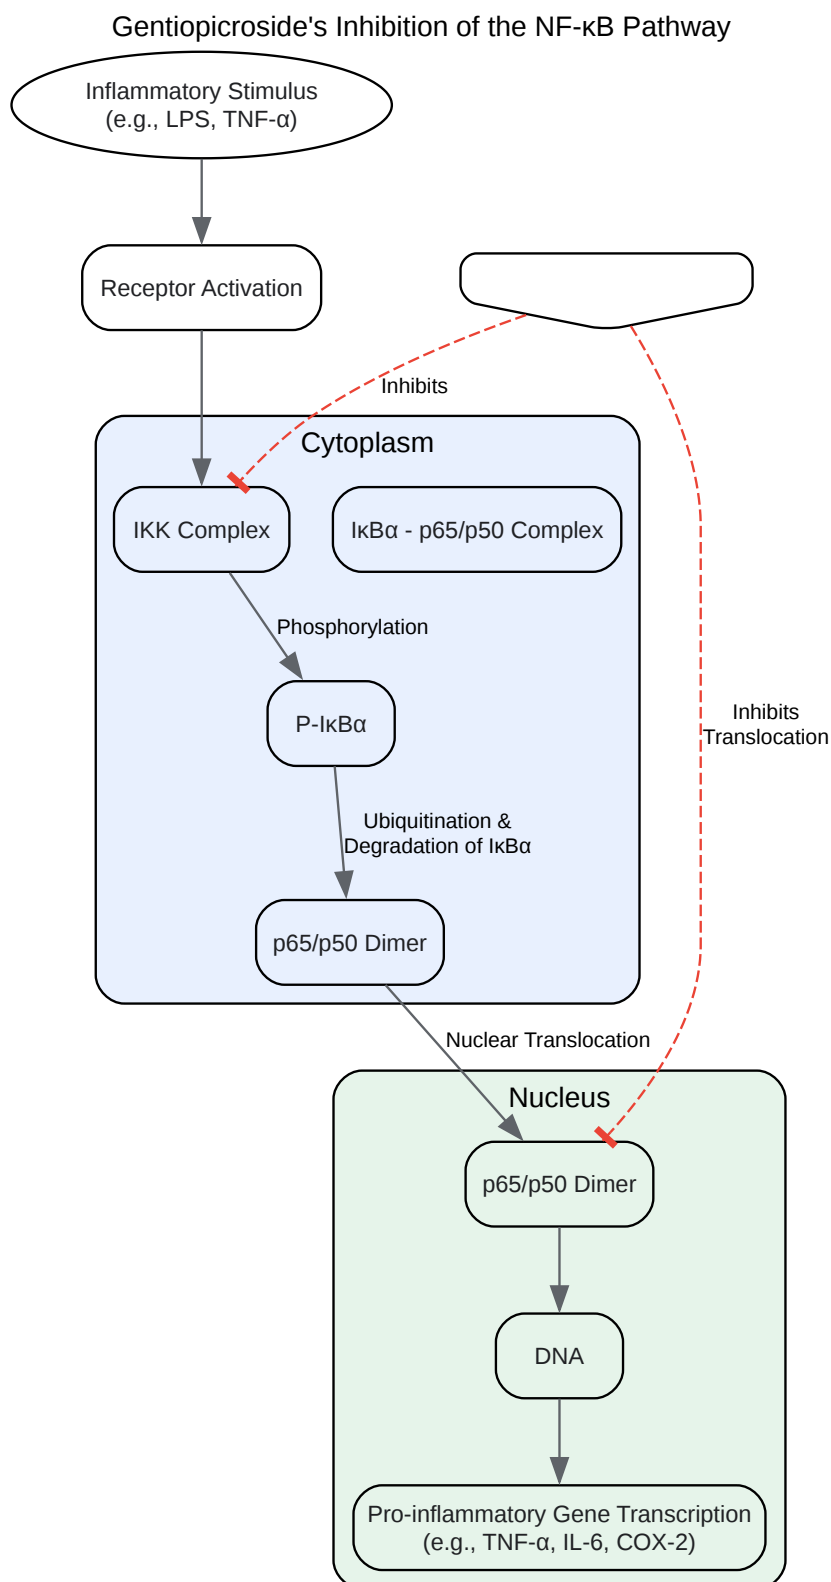 Gentiopicroside's Inhibition of the NF-κB Pathway
Inflammatory Stimulus
(e.g., LPS, TNF-α)
Receptor Activation
Inhibits
Cytoplasm
IKK Complex
IκBα - p65/p50 Complex
Phosphorylation
P-IκBα
Inhibits
Translocation
Ubiquitination &
Degradation of IκBα
p65/p50 Dimer
Nuclear Translocation
Nucleus
p65/p50 Dimer
DNA
Pro-inflammatory Gene Transcription
(e.g., TNF-α, IL-6, COX-2)